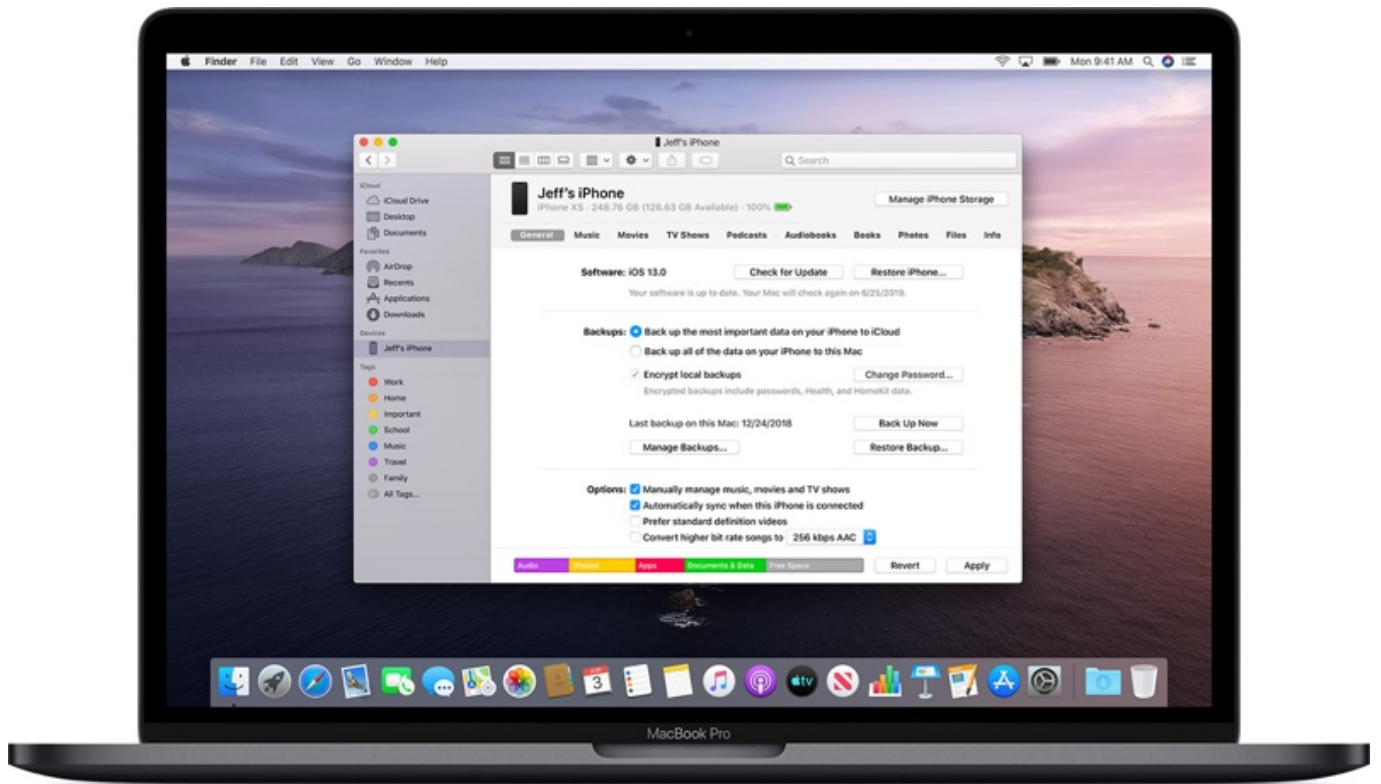 Finder File Edit View Go Window Help Mon 9:41 AM
Jeff's iPhone
Search
iCloud
iCloud Drive
Desktop
Documents
Favorites
AirDrop
Recents
Applications
Downloads
Devices
Jeff's iPhone
Tags
Work
Home
Important
School
Music
Travel
Family
All Tags...
Jeff's iPhone
iPhone XS - 248.76 GB (126.63 GB Available) - 100%
Manage iPhone Storage
General Music Movies TV Shows Podcasts Audiobooks Books Photos Files Info
Software: iOS 13.0 Check for Update Restore iPhone...
Your software is up to date. Your Mac will check again on 6/25/2019.
Backups: Back up the most important data on your iPhone to iCloud
Back up all of the data on your iPhone to this Mac
Encrypt local backups Change Password...
Encrypted backups include passwords, Health, and HomeKit data.
Last backup on this Mac: 12/24/2018 Back Up Now
Manage Backups... Restore Backup...
Options: Manually manage music, movies and TV shows
Automatically sync when this iPhone is connected
Prefer standard definition videos
Convert higher bit rate songs to 256 kbps AAC
Audio Photos Apps Documents & Data Free Space Revert Apply
JUN
3
tv
MacBook Pro